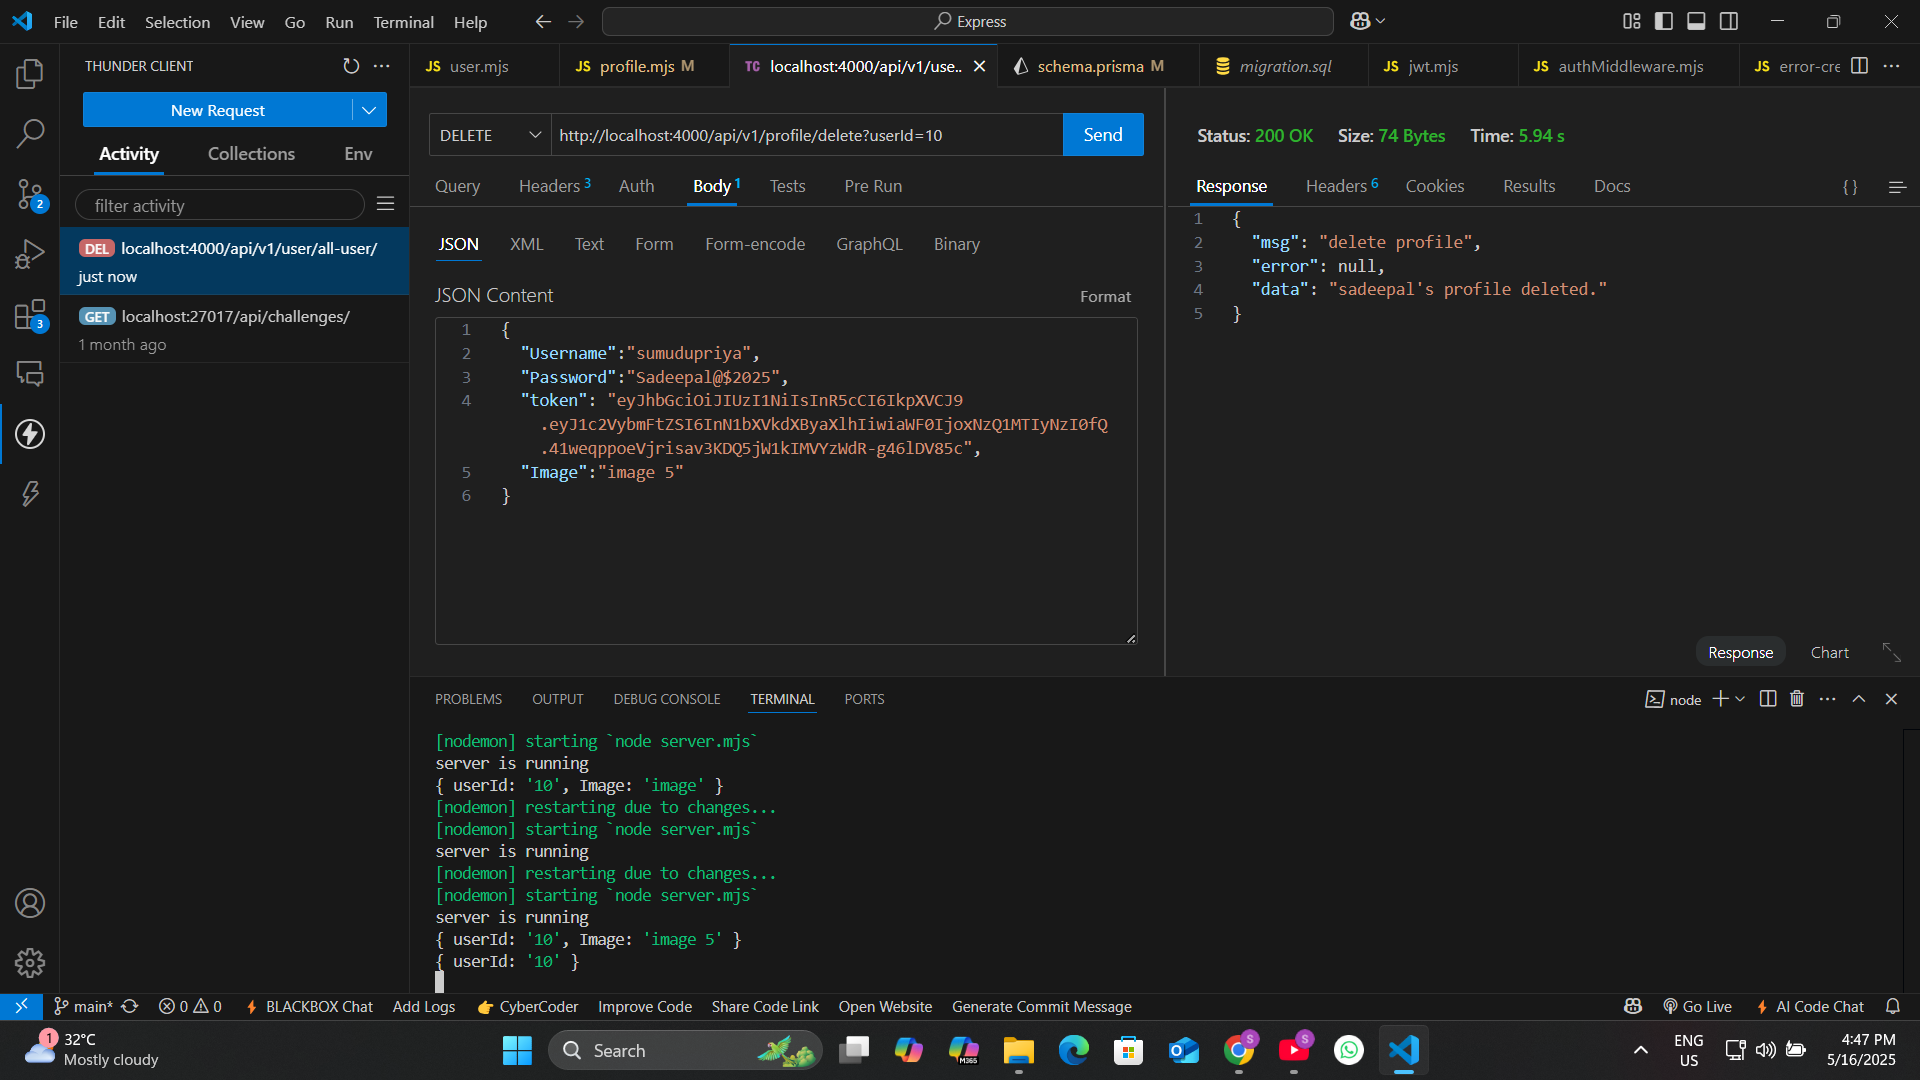 File Edit Selection View Go Run Terminal Help
Express
THUNDER CLIENT
New Request
Activity Collections Env
filter activity
DEL localhost:4000/api/v1/user/all-user/
just now
GET localhost:27017/api/challenges/
1 month ago
JS user.mjs
JS profile.mjs M
TC localhost:4000/api/v1/use..
schema.prisma M
migration.sql
JS jwt.mjs
JS authMiddleware.mjs
JS error-cre
DELETE http://localhost:4000/api/v1/profile/delete?userId=10 Send
Query Headers 3 Auth Body 1 Tests Pre Run
JSON XML Text Form Form-encode GraphQL Binary
JSON Content Format
1 {
2 "Username":"sumudupriya",
3 "Password":"Sadeepal@$2025",
4 "token": "eyJhbGciOiJIUzI1NiIsInR5cCI6IkpXVCJ9
.eyJ1c2VybmFtZSI6InN1bXVkdXByaXlhIiwiaWF0IjoxNzQ1MTIyNzI0fQ
.41weqppoeVjrisav3KDQ5jW1kIMVYzWdR-g46lDV85c",
5 "Image":"image 5"
6 }
Status: 200 OK Size: 74 Bytes Time: 5.94 s
Response Headers 6 Cookies Results Docs { }
1 {
2 "msg": "delete profile",
3 "error": null,
4 "data": "sadeepal's profile deleted."
5 }
Response Chart
PROBLEMS OUTPUT DEBUG CONSOLE TERMINAL PORTS
node
[nodemon] starting `node server.mjs`
server is running
{ userId: '10', Image: 'image' }
[nodemon] restarting due to changes...
[nodemon] starting `node server.mjs`
server is running
[nodemon] restarting due to changes...
[nodemon] starting `node server.mjs`
server is running
{ userId: '10', Image: 'image 5' }
{ userId: '10' }
2
3
main* 0 0 BLACKBOX Chat Add Logs CyberCoder Improve Code Share Code Link Open Website Generate Commit Message
Go Live AI Code Chat
1
32°C
Mostly cloudy
Search
M365
S
S
ENG
US
4:47 PM
5/16/2025